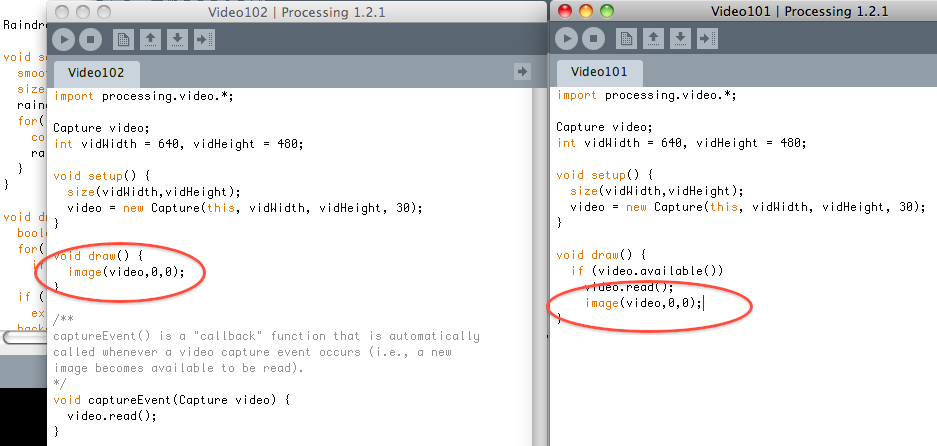 Video102 | Processing 1.2.1
Video102
import processing.video.*;
Capture video;
int vidWidth = 640, vidHeight = 480;
void setup() {
  size(vidWidth,vidHeight);
  video = new Capture(this, vidWidth, vidHeight, 30);
}
void draw() {
  image(video,0,0);
}
/**
captureEvent() is a "callback" function that is automatically
called whenever a video capture event occurs (i.e., a new
image becomes available to be read).
*/
void captureEvent(Capture video) {
  video.read();
}
Video101 | Processing 1.2.1
Video101
import processing.video.*;
Capture video;
int vidWidth = 640, vidHeight = 480;
void setup() {
  size(vidWidth,vidHeight);
  video = new Capture(this, vidWidth, vidHeight, 30);
}
void draw() {
  if (video.available())
    video.read();
    image(video,0,0);
}
Raindr
void se
  smoo
  size
  rain
  for(
    co
    ra
  }
}
void dr
  bool
  for(
    i
  if (
    ex
  back